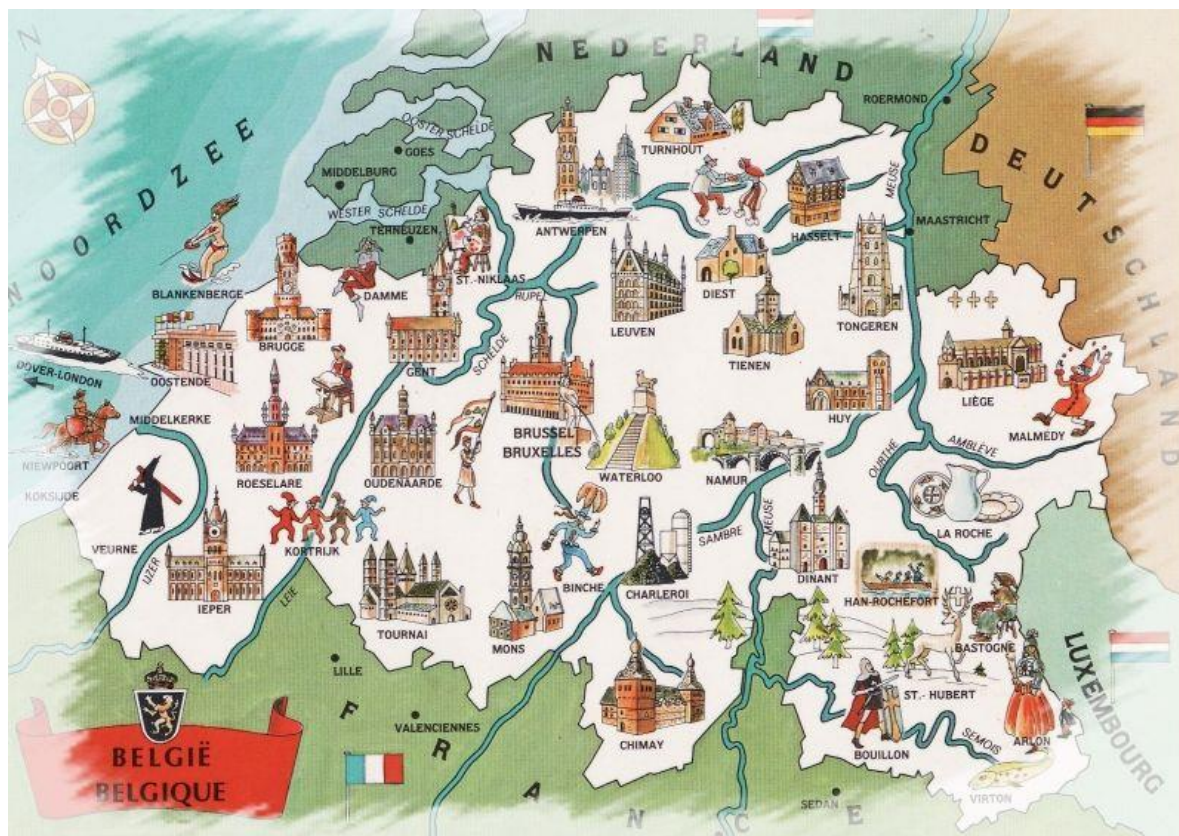 N
NEDERLAND
NOORDZEE
DEUTSCHLAND
LUXEMBOURG
FRANCE
ROERMOND
OOSTER SCHELDE
GOES
MIDDELBURG
WESTER SCHELDE
TERNEUZEN
TURNHOUT
MEUSE
MAASTRICHT
ANTWERPEN
HASSELT
ST.-NIKLAAS
BLANKENBERGE
DAMME
RUPEL
DIEST
LEUVEN
TONGEREN
BRUGGE
SCHELDE
TIENEN
GENT
DOVER-LONDON
OOSTENDE
MIDDELKERKE
HUY
LIÈGE
MALMEDY
BRUSSEL
BRUXELLES
OURTHE
AMBLÈVE
NIEWPOORT
KOKSIJDE
ROESELARE
OUDENAARDE
WATERLOO
NAMUR
MEUSE
SAMBRE
LA ROCHE
VEURNE
IJZER
KORTRIJK
IEPER
LEIE
TOURNAI
MONS
BINCHE
CHARLEROI
DINANT
HAN-ROCHEFORT
BASTOGNE
LILLE
ST.-HUBERT
VALENCIENNES
CHIMAY
BOUILLON
SEMOIS
ARLON
SEDAN
VIRTON
BELGIË
BELGIQUE